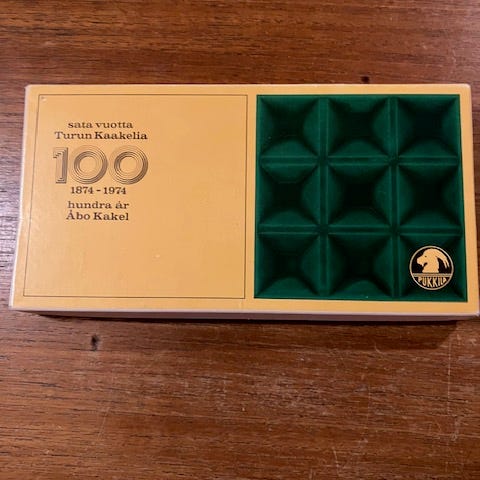 sata vuotta
Turun Kaakelia
100
1874-1974
hundra år
Åbo Kakel
PUKKILA